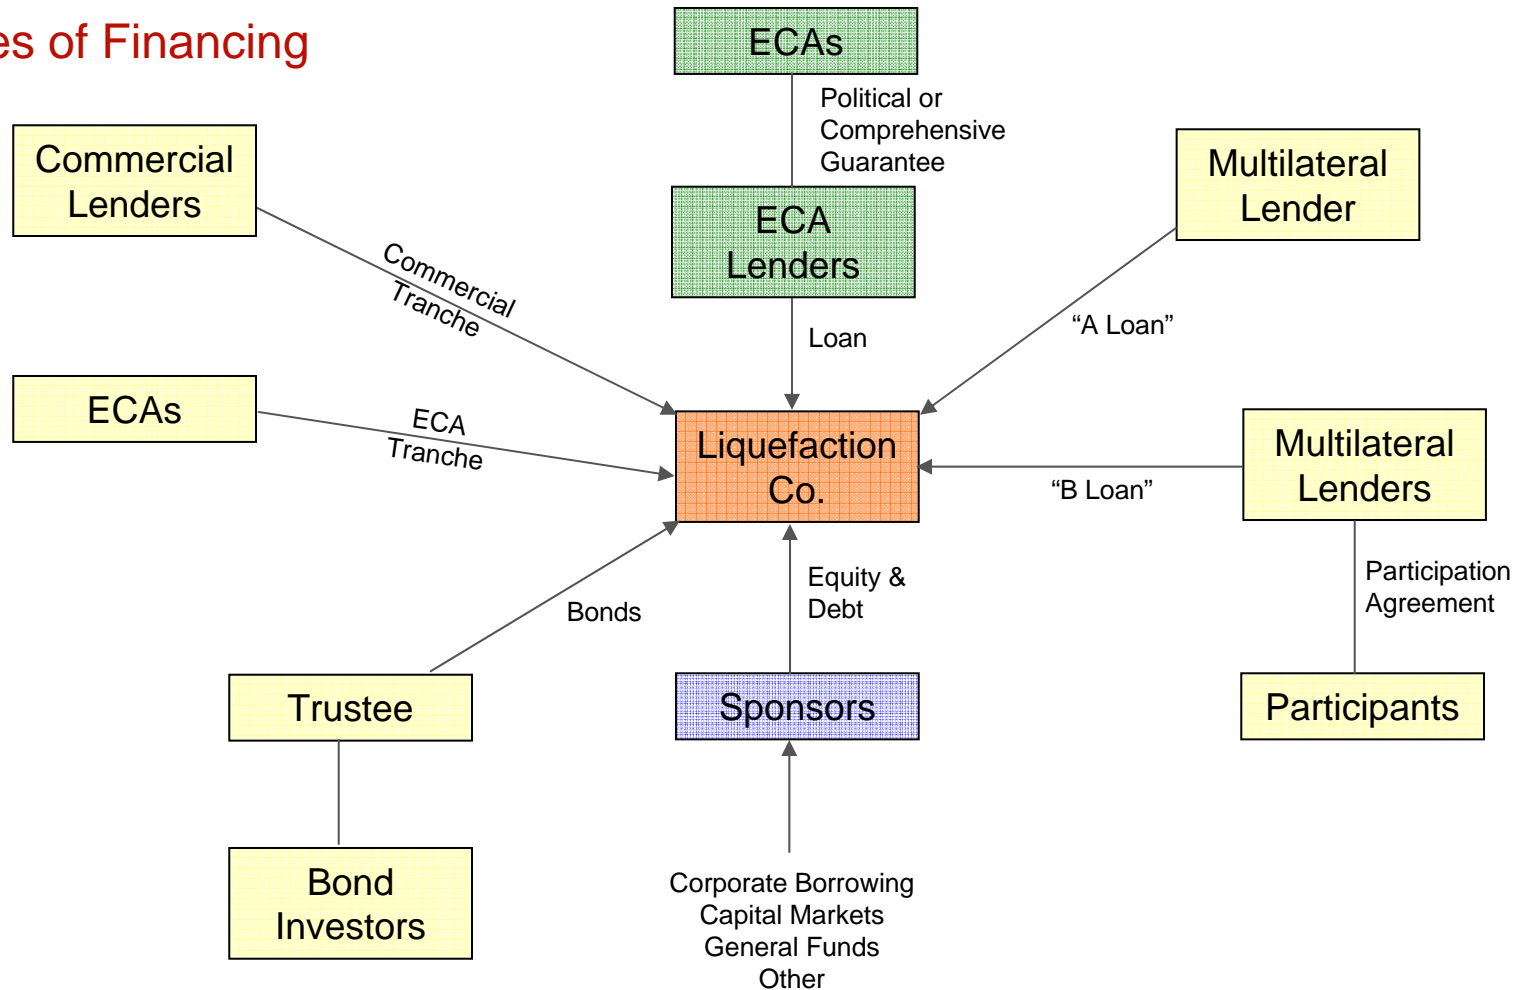 es of Financing
ECAs
Political or
Comprehensive
Guarantee
Commercial
Lenders
Multilateral
Lender
ECA
Lenders
Commercial
Tranche
"A Loan"
Loan
ECAs
ECA
Tranche
Liquefaction
Co.
Multilateral
Lenders
“B Loan”
Equity &
Debt
Participation
Agreement
Bonds
Trustee
Sponsors
Participants
Bond
Investors
Corporate Borrowing
Capital Markets
General Funds
Other